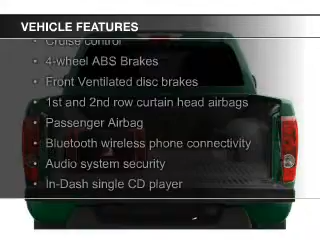 VEHICLE FEATURES
• Cruise control
• 4-wheel ABS Brakes
• Front Ventilated disc brakes
• 1st and 2nd row curtain head airbags
• Passenger Airbag
• Bluetooth wireless phone connectivity
• Audio system security
• In-Dash single CD player